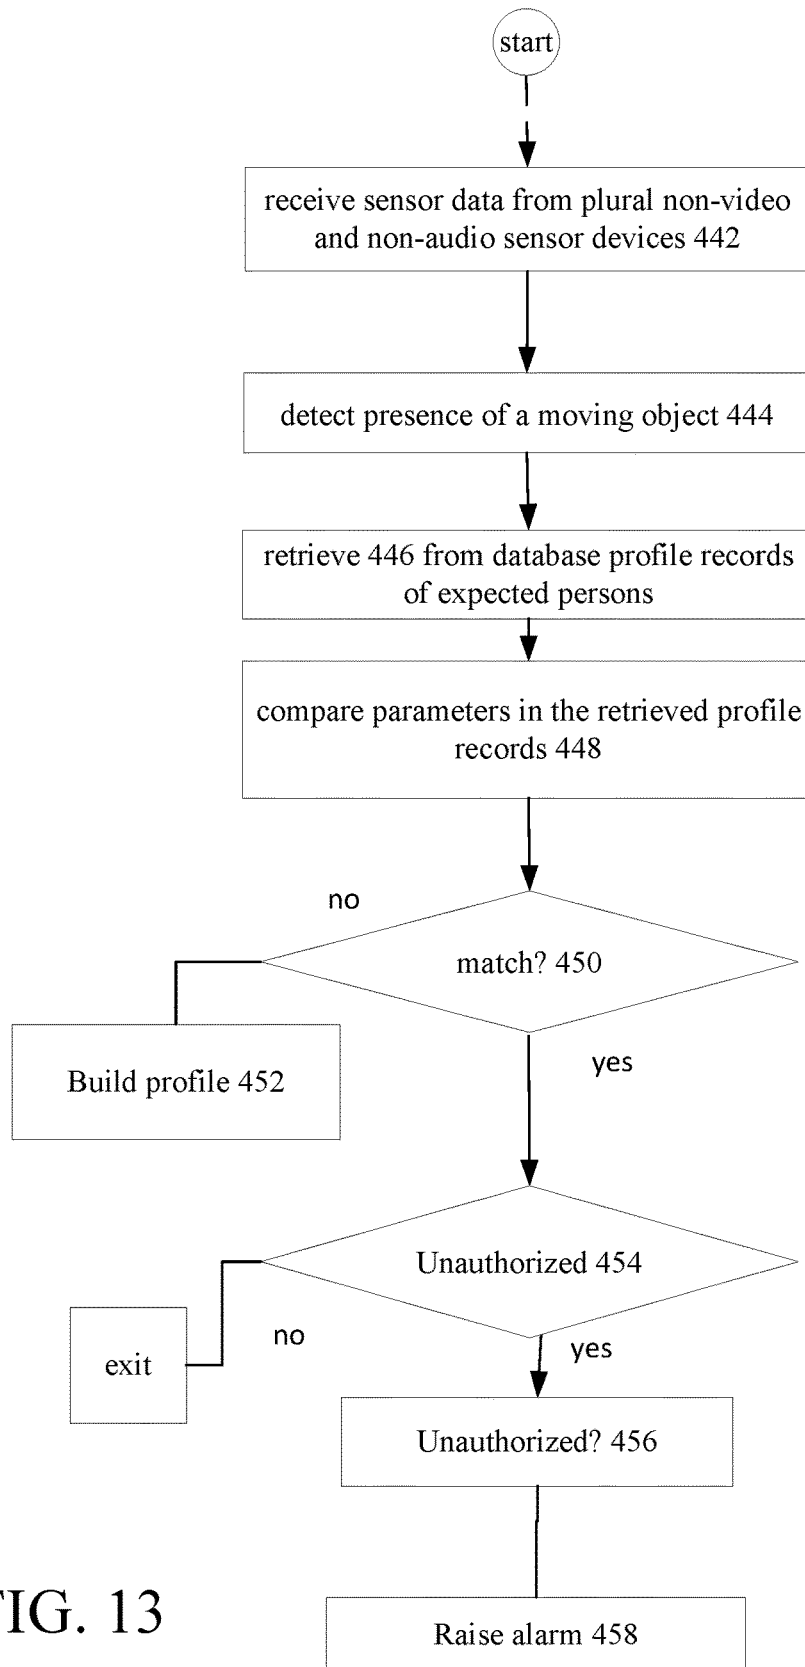 start
receive sensor data from plural non-video
and non-audio sensor devices 442
detect presence of a moving object 444
retrieve 446 from database profile records
of expected persons
compare parameters in the retrieved profile
records 448
no
match? 450
Build profile 452
yes
Unauthorized 454
exit
no
yes
Unauthorized? 456
Raise alarm 458
FIG. 13